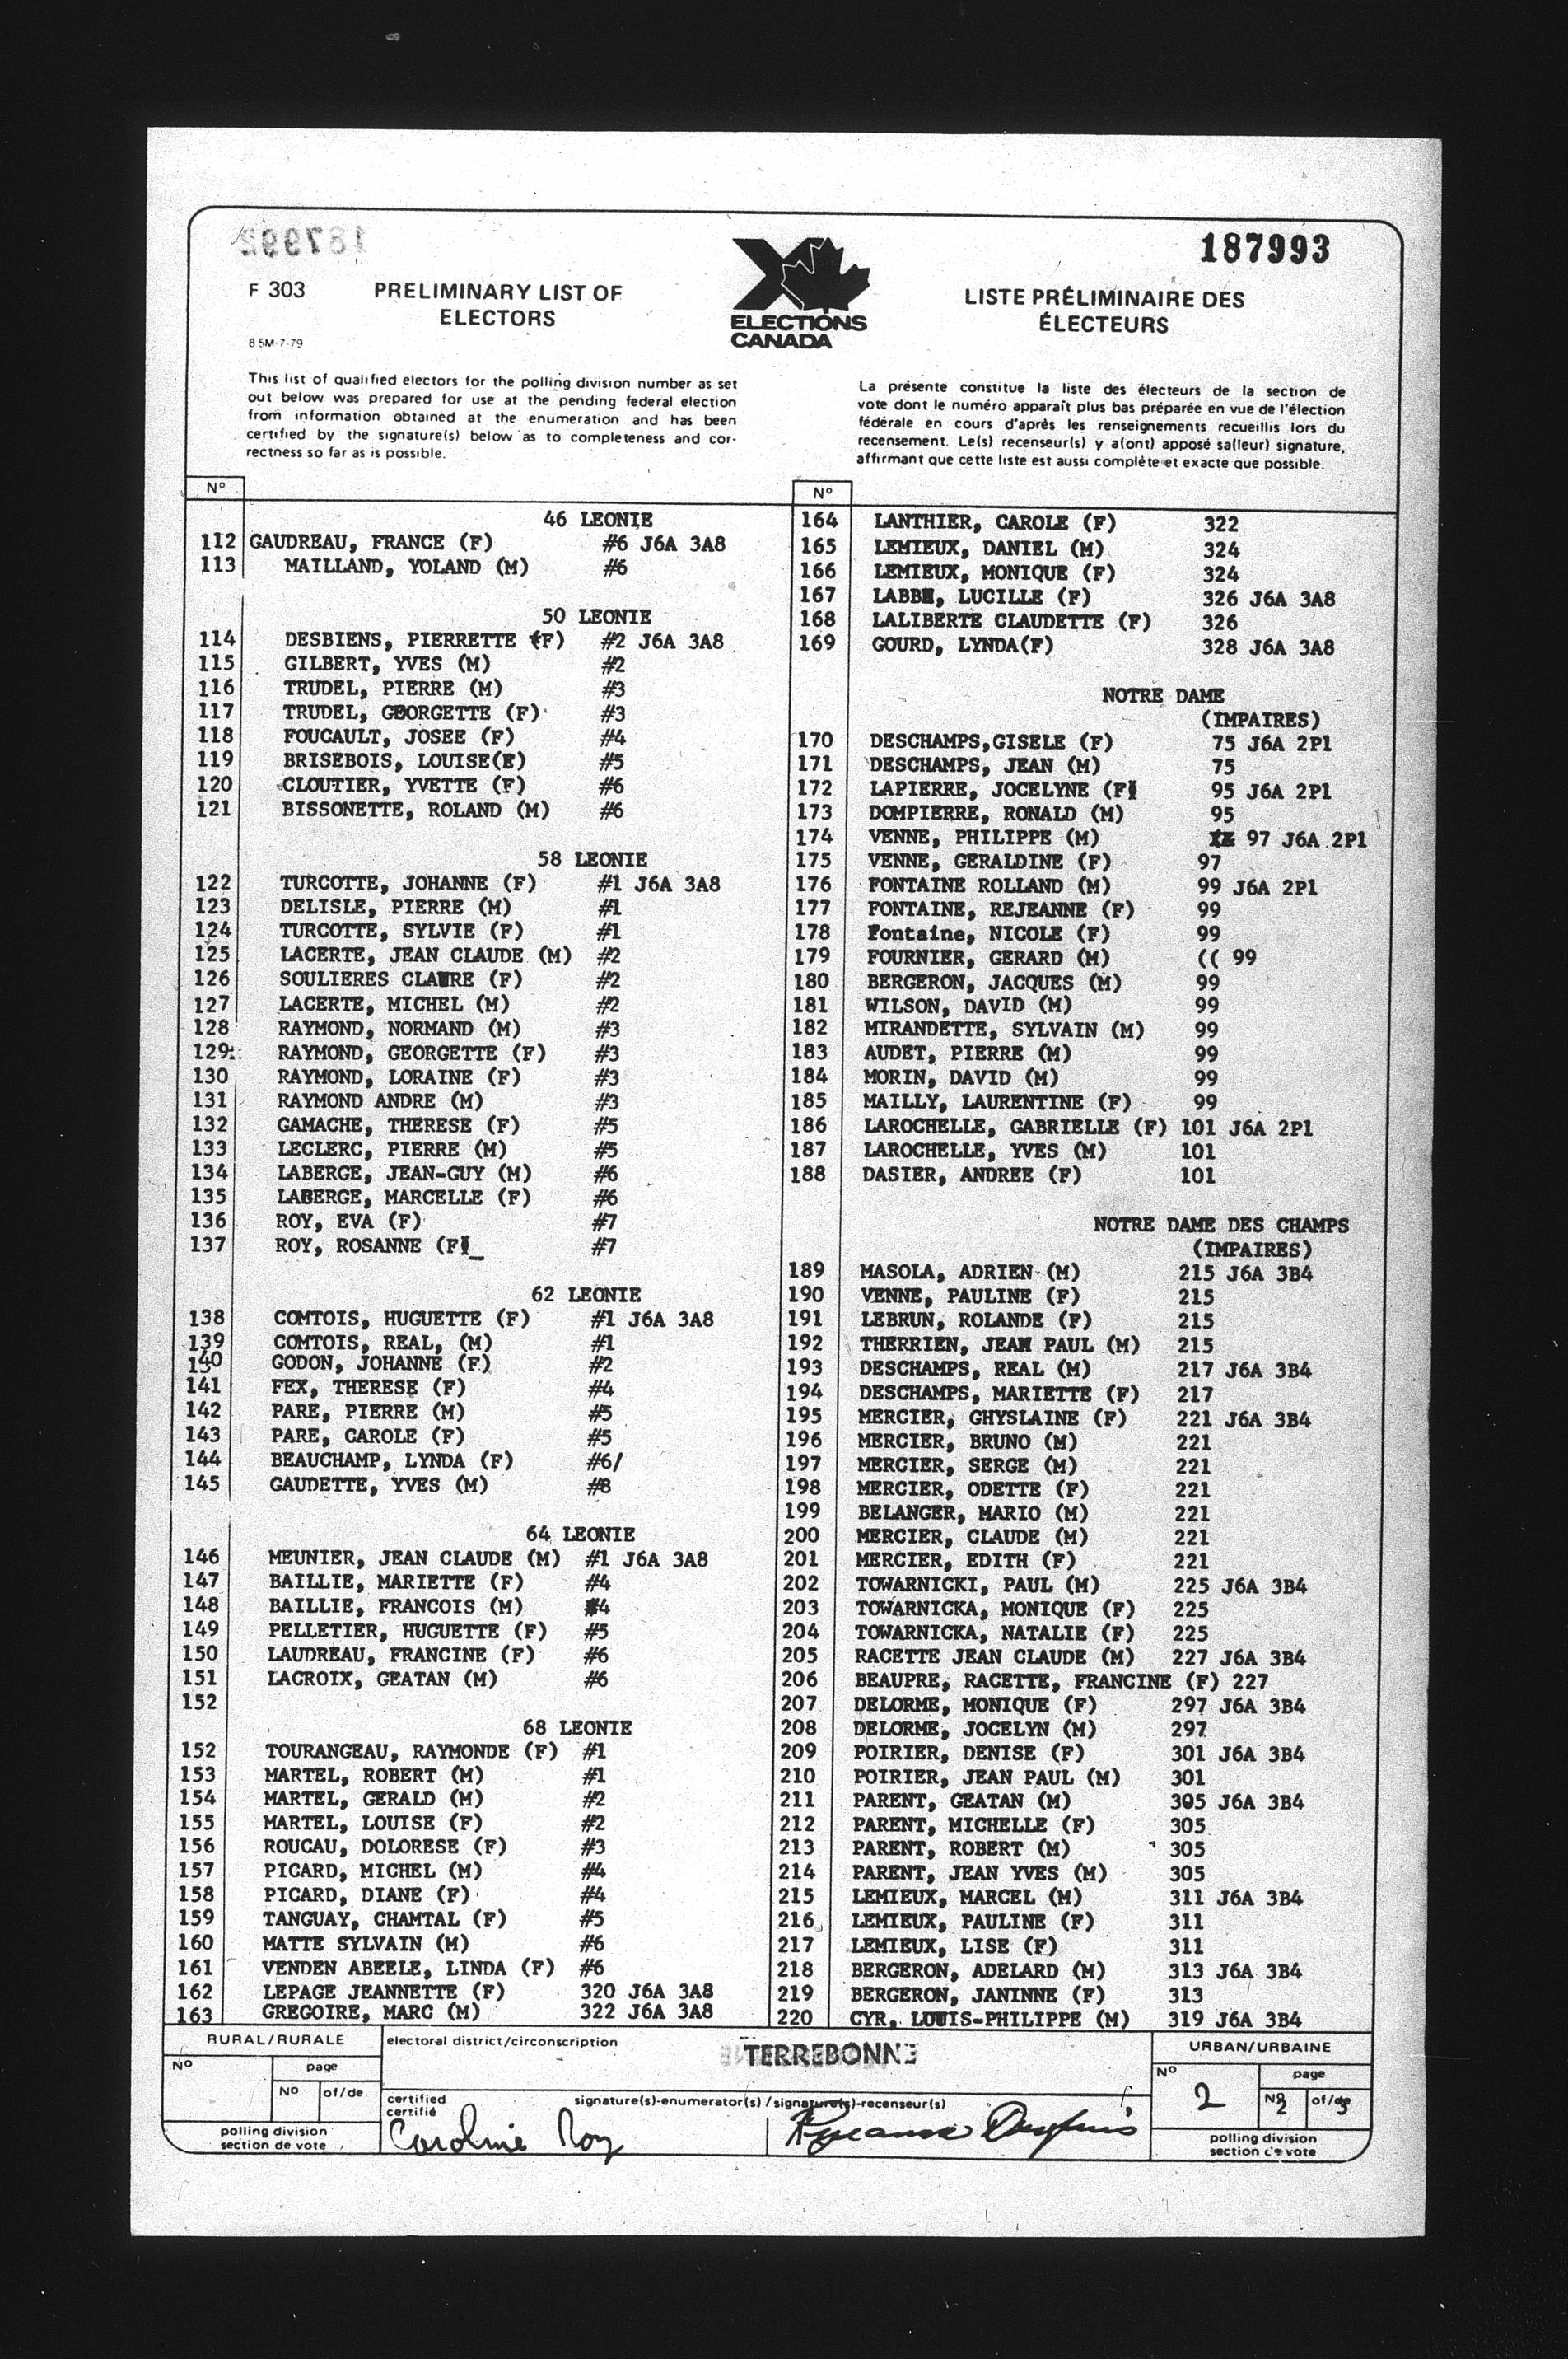 187993
F 303
PRELIMINARY LIST OF
ELECTORS
8 5M-7-79
ELECTIONS
CANADA
LISTE PRÉLIMINAIRE DES
ÉLECTEURS
This list of qualified electors for the polling division number as set
out below was prepared for use at the pending federal election
from information obtained at the enumeration and has been
certified by the signature(s) below as to completeness and cor-
rectness so far as is possible.
La présente constitue la liste des électeurs de la section de
vote dont le numéro apparaît plus bas préparée en vue de l'élection
fédérale en cours d'après les renseignements recueillis lors du
recensement. Le(s) recenseur(s) y a(ont) apposé sa(leur) signature,
affirmant que cette liste est aussi complète et exacte que possible.
Nº
46 LEONIE
112 GAUDREAU, FRANCE (F) #6 J6A 3A8
113 MAILLAND, YOLAND (M) #6
50 LEONIE
114 DESBIENS, PIERRETTE (F) #2 J6A 3A8
115 GILBERT, YVES (M) #2
116 TRUDEL, PIERRE (M) #3
117 TRUDEL, GEORGETTE (F) #3
118 FOUCAULT, JOSEE (F) #4
119 BRISEBOIS, LOUISE(F) #5
120 CLOUTIER, YVETTE (F) #6
121 BISSONETTE, ROLAND (M) #6
58 LEONIE
122 TURCOTTE, JOHANNE (F) #1 J6A 3A8
123 DELISLE, PIERRE (M) #1
124 TURCOTTE, SYLVIE (F) #1
125 LACERTE, JEAN CLAUDE (M) #2
126 SOULIERES CLAIRE (F) #2
127 LACERTE, MICHEL (M) #2
128 RAYMOND, NORMAND (M) #3
129 RAYMOND, GEORGETTE (F) #3
130 RAYMOND, LORAINE (F) #3
131 RAYMOND ANDRE (M) #3
132 GAMACHE, THERESE (F) #5
133 LECLERC, PIERRE (M) #5
134 LABERGE, JEAN-GUY (M) #6
135 LABERGE, MARCELLE (F) #6
136 ROY, EVA (F) #7
137 ROY, ROSANNE (F)_ #7
62 LEONIE
138 COMTOIS, HUGUETTE (F) #1 J6A 3A8
139 COMTOIS, REAL, (M) #1
140 GODON, JOHANNE (F) #2
141 FEX, THERESE (F) #4
142 PARE, PIERRE (M) #5
143 PARE, CAROLE (F) #5
144 BEAUCHAMP, LYNDA (F) #6/
145 GAUDETTE, YVES (M) #8
64 LEONIE
146 MEUNIER, JEAN CLAUDE (M) #1 J6A 3A8
147 BAILLIE, MARIETTE (F) #4
148 BAILLIE, FRANCOIS (M) #4
149 PELLETIER, HUGUETTE (F) #5
150 LAUDREAU, FRANCINE (F) #6
151 LACROIX, GEATAN (M) #6
152
68 LEONIE
152 TOURANGEAU, RAYMONDE (F) #1
153 MARTEL, ROBERT (M) #1
154 MARTEL, GERALD (M) #2
155 MARTEL, LOUISE (F) #2
156 ROUCAU, DOLORESE (F) #3
157 PICARD, MICHEL (M) #4
158 PICARD, DIANE (F) #4
159 TANGUAY, CHAMTAL (F) #5
160 MATTE SYLVAIN (M) #6
161 VENDEN ABEELE, LINDA (F) #6
162 LEPAGE JEANNETTE (F) 320 J6A 3A8
163 GREGOIRE, MARC (M) 322 J6A 3A8
Nº
164 LANTHIER, CAROLE (F) 322
165 LEMIEUX, DANIEL (M) 324
166 LEMIEUX, MONIQUE (F) 324
167 LABBE, LUCILLE (F) 326 J6A 3A8
168 LALIBERTE CLAUDETTE (F) 326
169 GOURD, LYNDA(F) 328 J6A 3A8
NOTRE DAME
(IMPAIRES)
170 DESCHAMPS,GISELE (F) 75 J6A 2P1
171 DESCHAMPS, JEAN (M) 75
172 LAPIERRE, JOCELYNE (F) 95 J6A 2P1
173 DOMPIERRE, RONALD (M) 95
174 VENNE, PHILIPPE (M) 97 J6A 2P1
175 VENNE, GERALDINE (F) 97
176 FONTAINE ROLLAND (M) 99 J6A 2P1
177 FONTAINE, REJEANNE (F) 99
178 Fontaine, NICOLE (F) 99
179 FOURNIER, GERARD (M) (( 99
180 BERGERON, JACQUES (M) 99
181 WILSON, DAVID (M) 99
182 MIRANDETTE, SYLVAIN (M) 99
183 AUDET, PIERRE (M) 99
184 MORIN, DAVID (M) 99
185 MAILLY, LAURENTINE (F) 99
186 LAROCHELLE, GABRIELLE (F) 101 J6A 2P1
187 LAROCHELLE, YVES (M) 101
188 DASIER, ANDREE (F) 101
NOTRE DAME DES CHAMPS
(IMPAIRES)
189 MASOLA, ADRIEN (M) 215 J6A 3B4
190 VENNE, PAULINE (F) 215
191 LEBRUN, ROLANDE (F) 215
192 THERRIEN, JEAN PAUL (M) 215
193 DESCHAMPS, REAL (M) 217 J6A 3B4
194 DESCHAMPS, MARIETTE (F) 217
195 MERCIER, GHYSLAINE (F) 221 J6A 3B4
196 MERCIER, BRUNO (M) 221
197 MERCIER, SERGE (M) 221
198 MERCIER, ODETTE (F) 221
199 BELANGER, MARIO (M) 221
200 MERCIER, CLAUDE (M) 221
201 MERCIER, EDITH (F) 221
202 TOWARNICKI, PAUL (M) 225 J6A 3B4
203 TOWARNICKA, MONIQUE (F) 225
204 TOWARNICKA, NATALIE (F) 225
205 RACETTE JEAN CLAUDE (M) 227 J6A 3B4
206 BEAUPRE, RACETTE, FRANCINE (F) 227
207 DELORME, MONIQUE (F) 297 J6A 3B4
208 DELORME, JOCELYN (M) 297
209 POIRIER, DENISE (F) 301 J6A 3B4
210 POIRIER, JEAN PAUL (M) 301
211 PARENT, GEATAN (M) 305 J6A 3B4
212 PARENT, MICHELLE (F) 305
213 PARENT, ROBERT (M) 305
214 PARENT, JEAN YVES (M) 305
215 LEMIEUX, MARCEL (M) 311 J6A 3B4
216 LEMIEUX, PAULINE (F) 311
217 LEMIEUX, LISE (F) 311
218 BERGERON, ADELARD (M) 313 J6A 3B4
219 BERGERON, JANINNE (F) 313
220 CYR, LOUIS-PHILIPPE (M) 319 J6A 3B4
RURAL/RURALE
Nº
page
Nº of/de
polling division
section de vote
electoral district/circonscription
TERREBONNE
certified
certifié
signature(s)-enumerator(s)/signature(s)-recenseur(s)
Caroline Roy
URBAN/URBAINE
Nº 2
page
Nº 2 of/de 3
polling division
section de vote